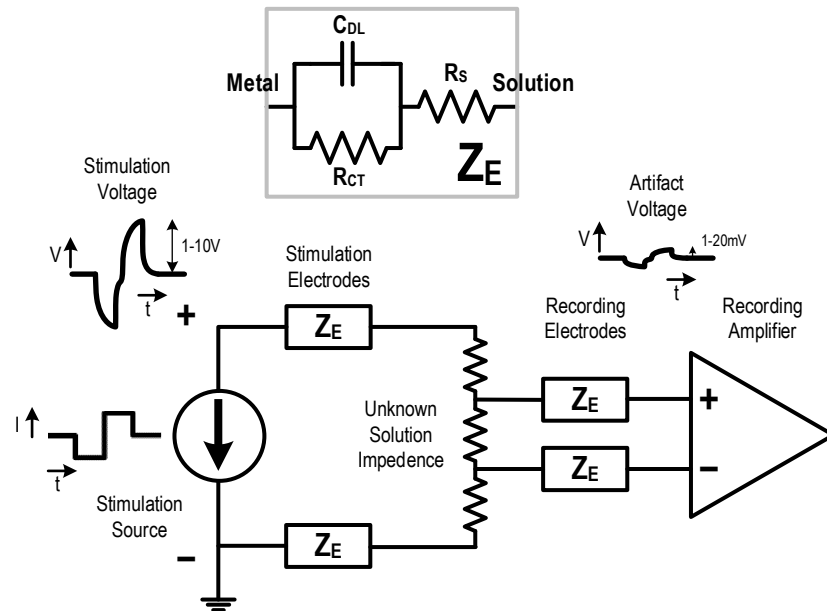 CDL
Metal
RS
Solution
RCT
ZE
Stimulation
Voltage
V
1-10V
t
+
Artifact
Voltage
V
1-20mV
t
Stimulation
Electrodes
ZE
Recording
Electrodes
Recording
Amplifier
I
t
Unknown
Solution
Impedence
ZE
+
ZE
−
Stimulation
Source
−
ZE